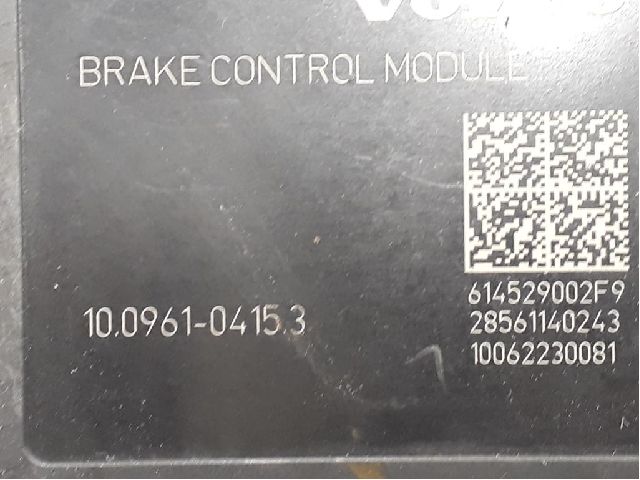 BRAKE CONTROL MODULE
614529002F9
10.0961-0415.3
28561140243
10062230081